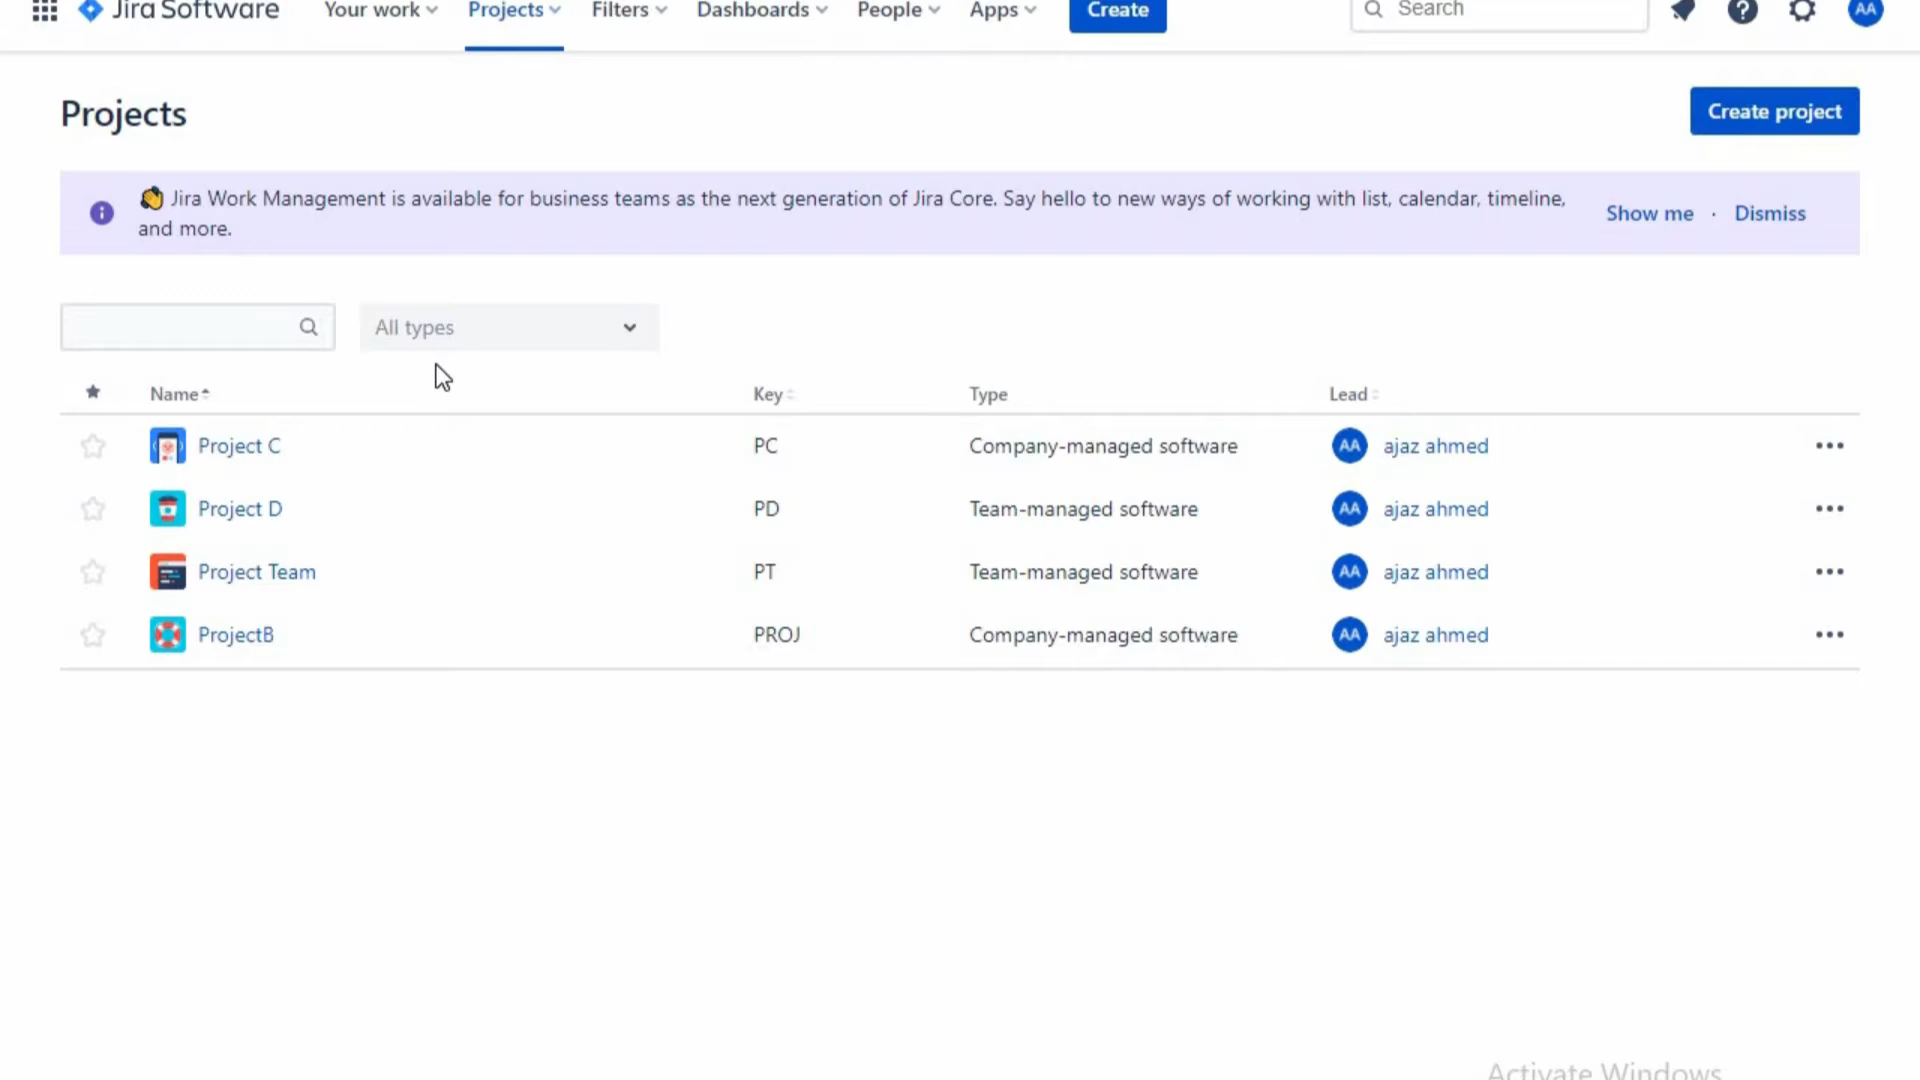 Jira Software Your work Projects Filters Dashboards People Apps Create Search AA
Projects
Create project
Jira Work Management is available for business teams as the next generation of Jira Core. Say hello to new ways of working with list, calendar, timeline,
and more.
Show me · Dismiss
All types
Name Key Type Lead
Project C PC Company-managed software AA ajaz ahmed
Project D PD Team-managed software AA ajaz ahmed
Project Team PT Team-managed software AA ajaz ahmed
ProjectB PROJ Company-managed software AA ajaz ahmed
Activate Windows